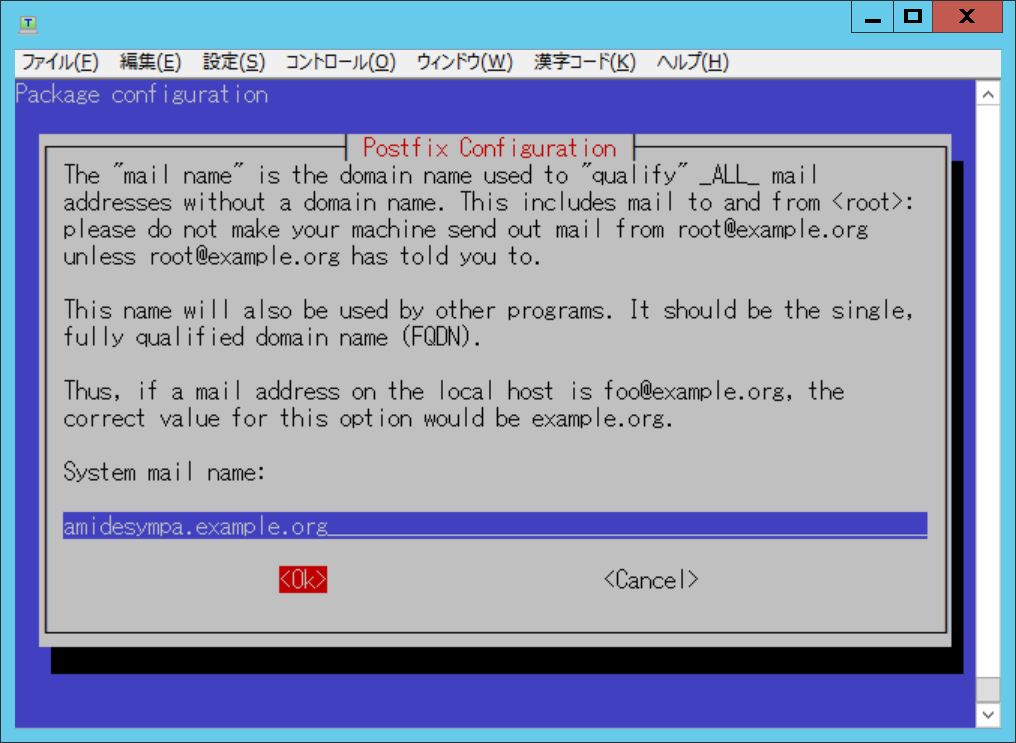 ファイル(F) 編集(E) 設定(S) コントロール(O) ウィンドウ(W) 漢字コード(K) ヘルプ(H)
Package configuration
Postfix Configuration
The "mail name" is the domain name used to "qualify" _ALL_ mail
addresses without a domain name. This includes mail to and from <root>:
please do not make your machine send out mail from root@example.org
unless root@example.org has told you to.
This name will also be used by other programs. It should be the single,
fully qualified domain name (FQDN).
Thus, if a mail address on the local host is foo@example.org, the
correct value for this option would be example.org.
System mail name:
amidesympa.example.org
<Ok> <Cancel>